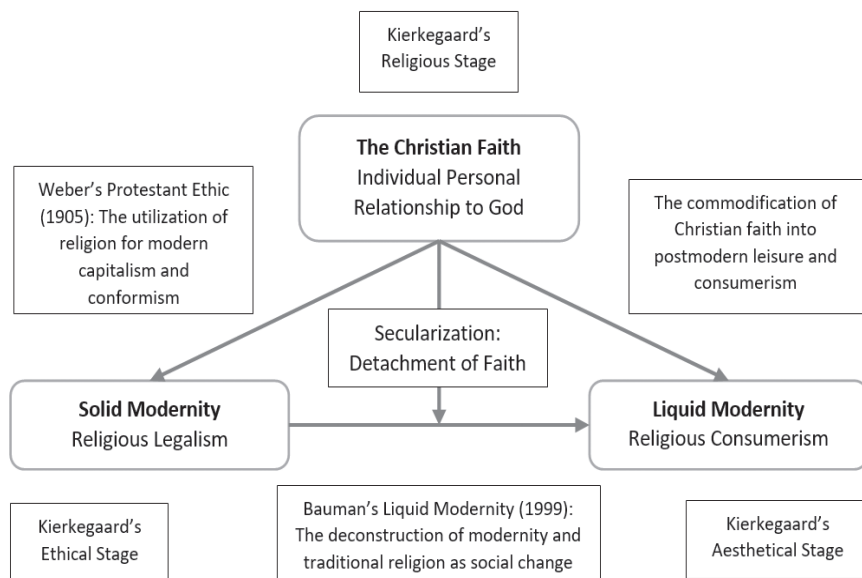 Kierkegaard's
Religious Stage
The Christian Faith
Individual Personal
Relationship to God
Weber's Protestant Ethic
(1905): The utilization of
religion for modern
capitalism and
conformism
The commodification of
Christian faith into
postmodern leisure and
consumerism
Secularization:
Detachment of Faith
Solid Modernity
Religious Legalism
Liquid Modernity
Religious Consumerism
Kierkegaard's
Ethical Stage
Bauman's Liquid Modernity (1999):
The deconstruction of modernity and
traditional religion as social change
Kierkegaard's
Aesthetical Stage